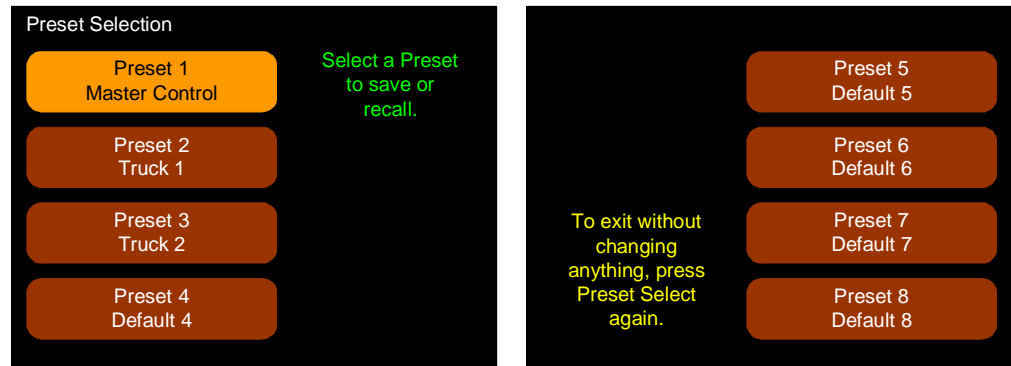 Preset Selection
Preset 1
Master Control
Select a Preset
to save or
recall.
Preset 2
Truck 1
Preset 3
Truck 2
Preset 4
Default 4
Preset 5
Default 5
Preset 6
Default 6
To exit without
changing
anything, press
Preset Select
again.
Preset 7
Default 7
Preset 8
Default 8